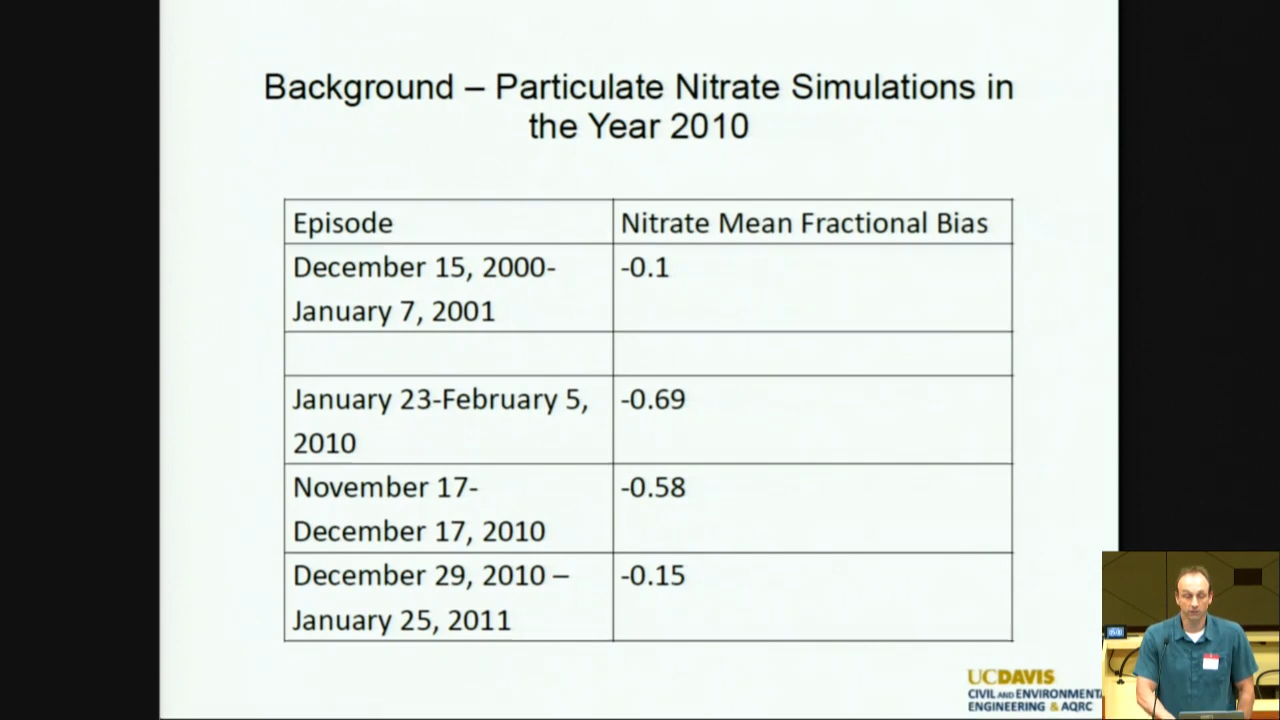 Background – Particulate Nitrate Simulations in
the Year 2010
Episode
Nitrate Mean Fractional Bias
December 15, 2000-
January 7, 2001
-0.1
January 23-February 5,
2010
-0.69
November 17-
December 17, 2010
-0.58
December 29, 2010 –
January 25, 2011
-0.15
UCDAVIS
CIVIL AND ENVIRONMENTA
ENGINEERING & AQRC